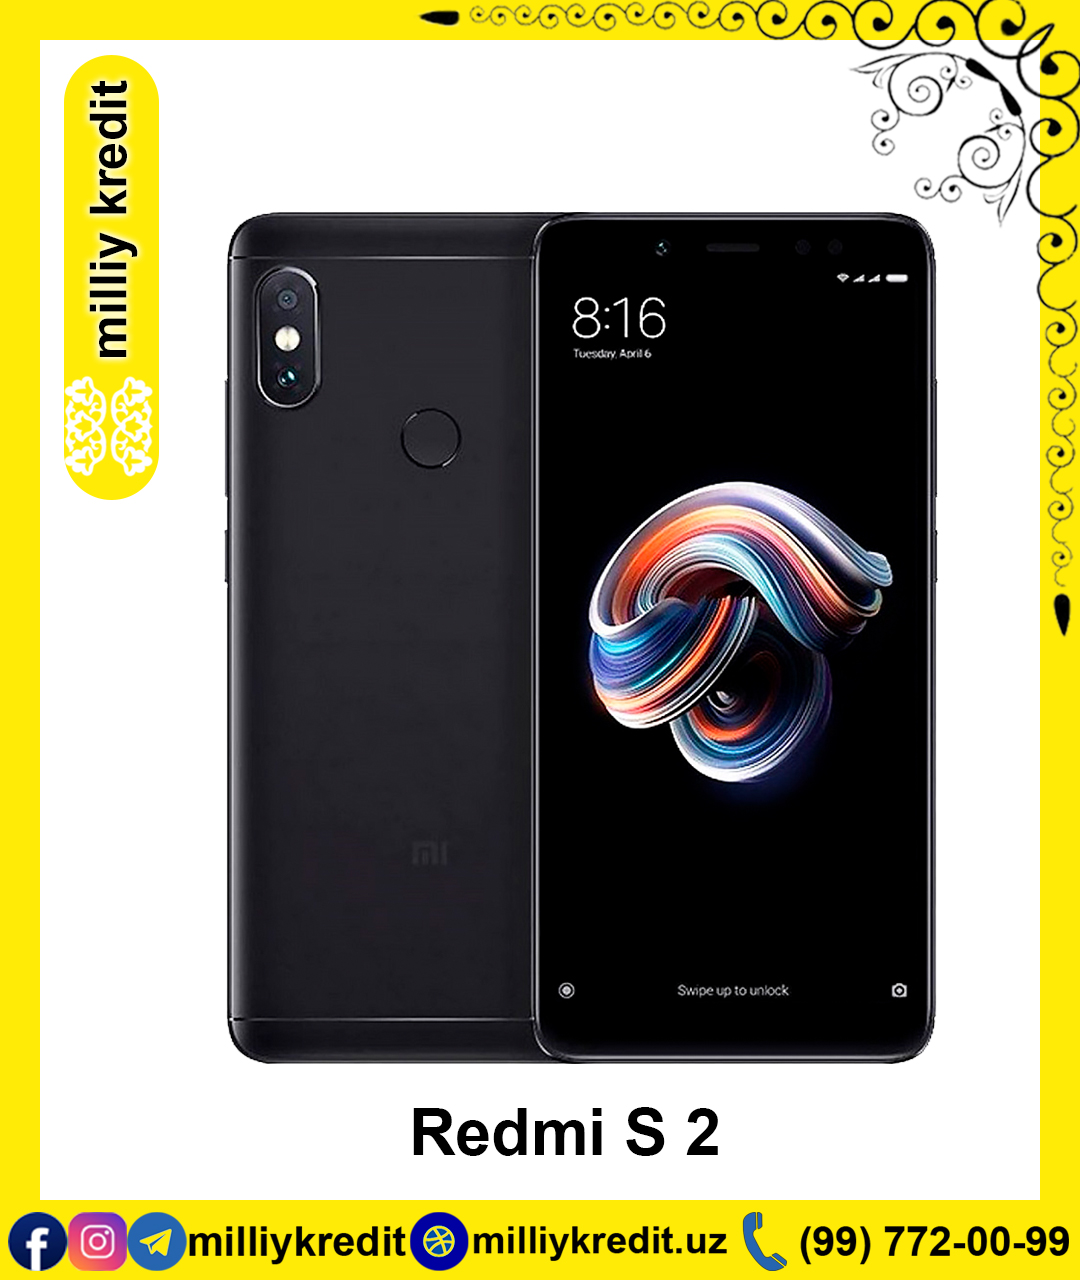 milliy kredit
8:16
Tuesday, April 6
mi
Swipe up to unlock
Redmi S 2
milliykredit milliykredit.uz (99) 772-00-99